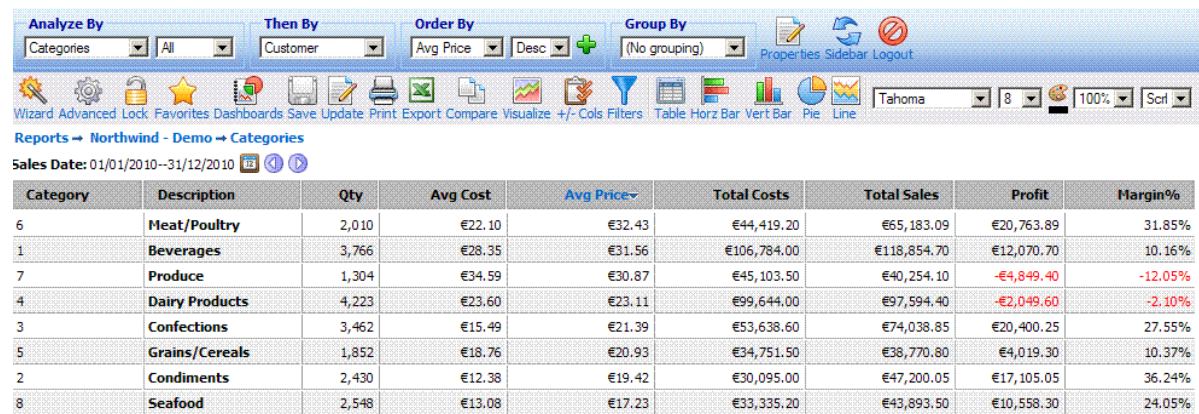 Analyze By Then By Order By Group By
Categories All Customer Avg Price Desc (No grouping) Properties Sidebar Logout
Wizard Advanced Lock Favorites Dashboards Save Update Print Export Compare Visualize +/- Cols Filters Table Horz Bar Vert Bar Pie Line Tahoma 8 100% Scrl
Reports → Northwind - Demo → Categories
Sales Date: 01/01/2010--31/12/2010 12
Category Description Qty Avg Cost Avg Price Total Costs Total Sales Profit Margin%
6 Meat/Poultry 2,010 €22.10 €32.43 €44,419.20 €65,183.09 €20,763.89 31.85%
1 Beverages 3,766 €28.35 €31.56 €106,784.00 €118,854.70 €12,070.70 10.16%
7 Produce 1,304 €34.59 €30.87 €45,103.50 €40,254.10 -€4,849.40 -12.05%
4 Dairy Products 4,223 €23.60 €23.11 €99,644.00 €97,594.40 -€2,049.60 -2.10%
3 Confections 3,462 €15.49 €21.39 €53,638.60 €74,038.85 €20,400.25 27.55%
5 Grains/Cereals 1,852 €18.76 €20.93 €34,751.50 €38,770.80 €4,019.30 10.37%
2 Condiments 2,430 €12.38 €19.42 €30,095.00 €47,200.05 €17,105.05 36.24%
8 Seafood 2,548 €13.08 €17.23 €33,335.20 €43,893.50 €10,558.30 24.05%